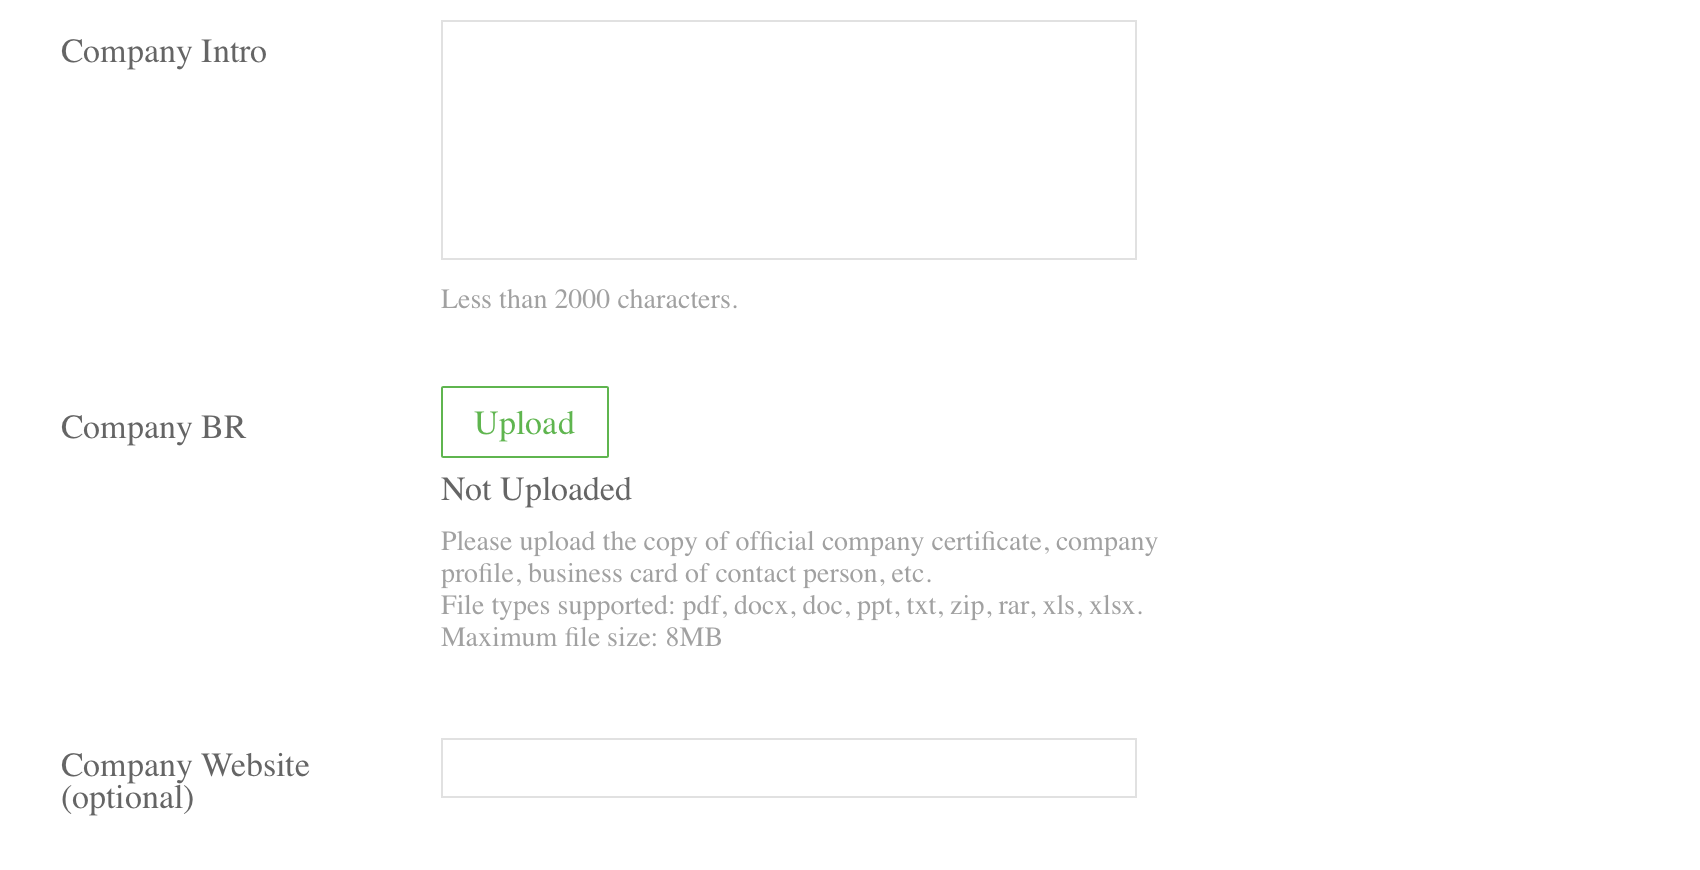 Company Intro
Less than 2000 characters.
Company BR
Upload
Not Uploaded
Please upload the copy of official company certificate, company
profile, business card of contact person, etc.
File types supported: pdf, docx, doc, ppt, txt, zip, rar, xls, xlsx.
Maximum file size: 8MB
Company Website
(optional)